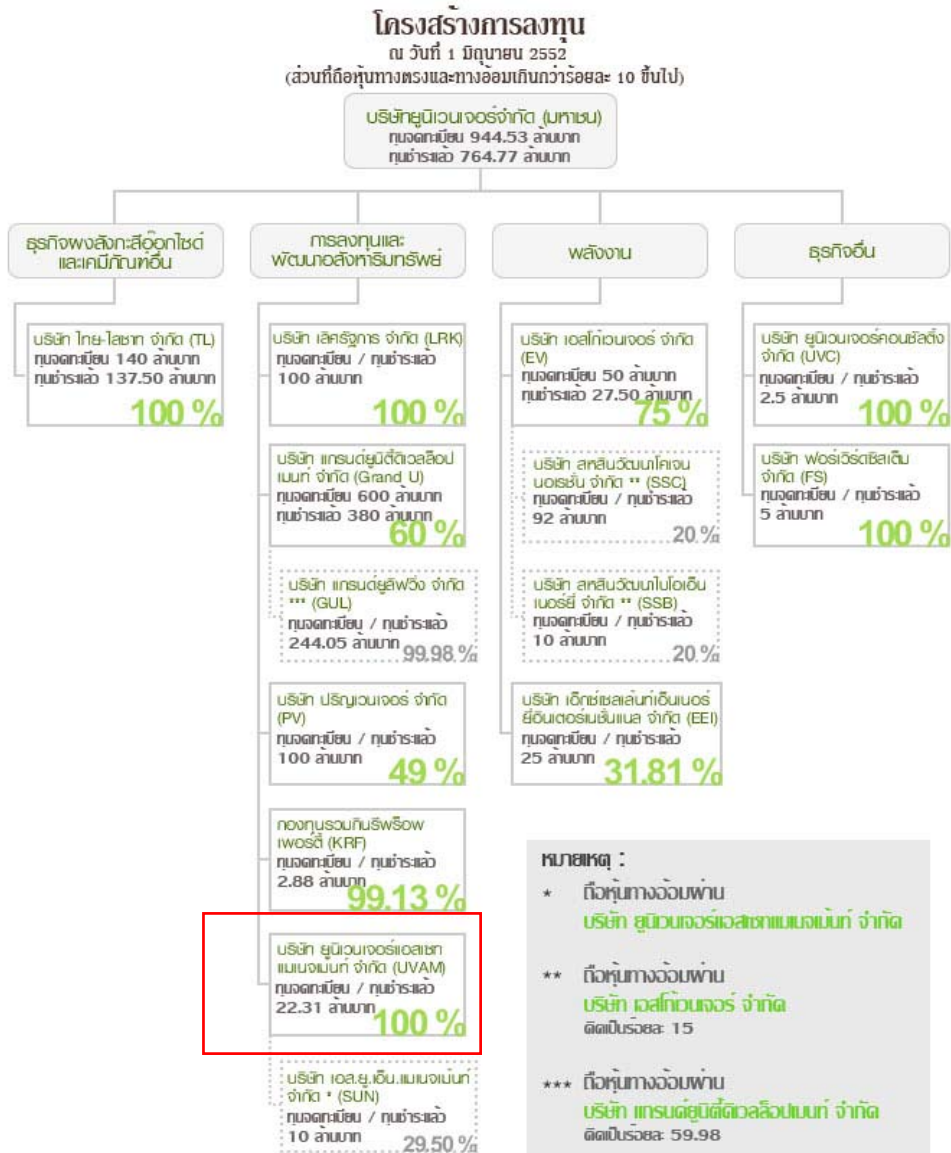 โครงสร้างการลงทุน
ณ วันที่ 1 มิถุนายน 2552
(ส่วนที่ถือหุ้นทางตรงและทางอ้อมเกินกว่าร้อยละ 10 ขึ้นไป)
บริษัทยูนิเวนเจอร์จำกัด (มหาชน)
ทุนจดทะเบียน 944.53 ล้านบาท
ทุนชำระแล้ว 764.77 ล้านบาท
ธุรกิจผงสังกะสีอ๊อกไซด์
และเคมีภัณฑ์อื่น
บริษัท ไทย-ไลซาท จำกัด (TL)
ทุนจดทะเบียน 140 ล้านบาท
ทุนชำระแล้ว 137.50 ล้านบาท
100 %
การลงทุนและ
พัฒนาอสังหาริมทรัพย์
บริษัท เลิศรัฐการ จำกัด (LRK)
ทุนจดทะเบียน / ทุนชำระแล้ว
100 ล้านบาท
100 %
บริษัท แกรนด์ยูนิตี้ดิเวลล็อป
เมนท์ จำกัด (Grand U)
ทุนจดทะเบียน 600 ล้านบาท
ทุนชำระแล้ว 380 ล้านบาท
60 %
บริษัท แกรนด์ยูลิฟวิ่ง จำกัด
*** (GUL)
ทุนจดทะเบียน / ทุนชำระแล้ว
244.05 ล้านบาท
99.98 %
บริษัท ปริญเวนเจอร์ จำกัด
(PV)
ทุนจดทะเบียน / ทุนชำระแล้ว
100 ล้านบาท
49 %
กองทุนรวมกินรีพร็อพ
เพอร์ตี้ (KRF)
ทุนจดทะเบียน / ทุนชำระแล้ว
2.88 ล้านบาท
99.13 %
บริษัท ยูนิเวนเจอร์แอสเซท
แมเนจเมนท์ จำกัด (UVAM)
ทุนจดทะเบียน / ทุนชำระแล้ว
22.31 ล้านบาท
100 %
บริษัท เอส.ยู.เอ็น.แมเนจเม้นท์
จำกัด * (SUN)
ทุนจดทะเบียน / ทุนชำระแล้ว
10 ล้านบาท
29.50 %
พลังงาน
บริษัท เอสโก้เวนเจอร์ จำกัด
(EV)
ทุนจดทะเบียน 50 ล้านบาท
ทุนชำระแล้ว 27.50 ล้านบาท
75 %
บริษัท สหสินวัฒนาโคเจน
เนอเรชั่น จำกัด ** (SSC)
ทุนจดทะเบียน / ทุนชำระแล้ว
92 ล้านบาท
20 %
บริษัท สหสินวัฒนาไบโอเอ็น
เนอร์ยี่ จำกัด ** (SSB)
ทุนจดทะเบียน / ทุนชำระแล้ว
10 ล้านบาท
20 %
บริษัท เอ็กซ์เซลเล้นท์เอ็นเนอร์
ยี่อินเตอร์เนชั่นแนล จำกัด (EEI)
ทุนจดทะเบียน / ทุนชำระแล้ว
25 ล้านบาท
31.81 %
ธุรกิจอื่น
บริษัท ยูนิเวนเจอร์คอนซัลติ้ง
จำกัด (UVC)
ทุนจดทะเบียน / ทุนชำระแล้ว
2.5 ล้านบาท
100 %
บริษัท ฟอร์เวิร์ดซิสเต็ม
จำกัด (FS)
ทุนจดทะเบียน / ทุนชำระแล้ว
5 ล้านบาท
100 %
หมายเหตุ :
* ถือหุ้นทางอ้อมผ่าน
บริษัท ยูนิเวนเจอร์แอสเซทแมเนจเม้นท์ จำกัด
** ถือหุ้นทางอ้อมผ่าน
บริษัท เอสโก้เวนเจอร์ จำกัด
คิดเป็นร้อยละ 15
*** ถือหุ้นทางอ้อมผ่าน
บริษัท แกรนด์ยูนิตี้ดิเวลล็อปเมนท์ จำกัด
คิดเป็นร้อยละ 59.98